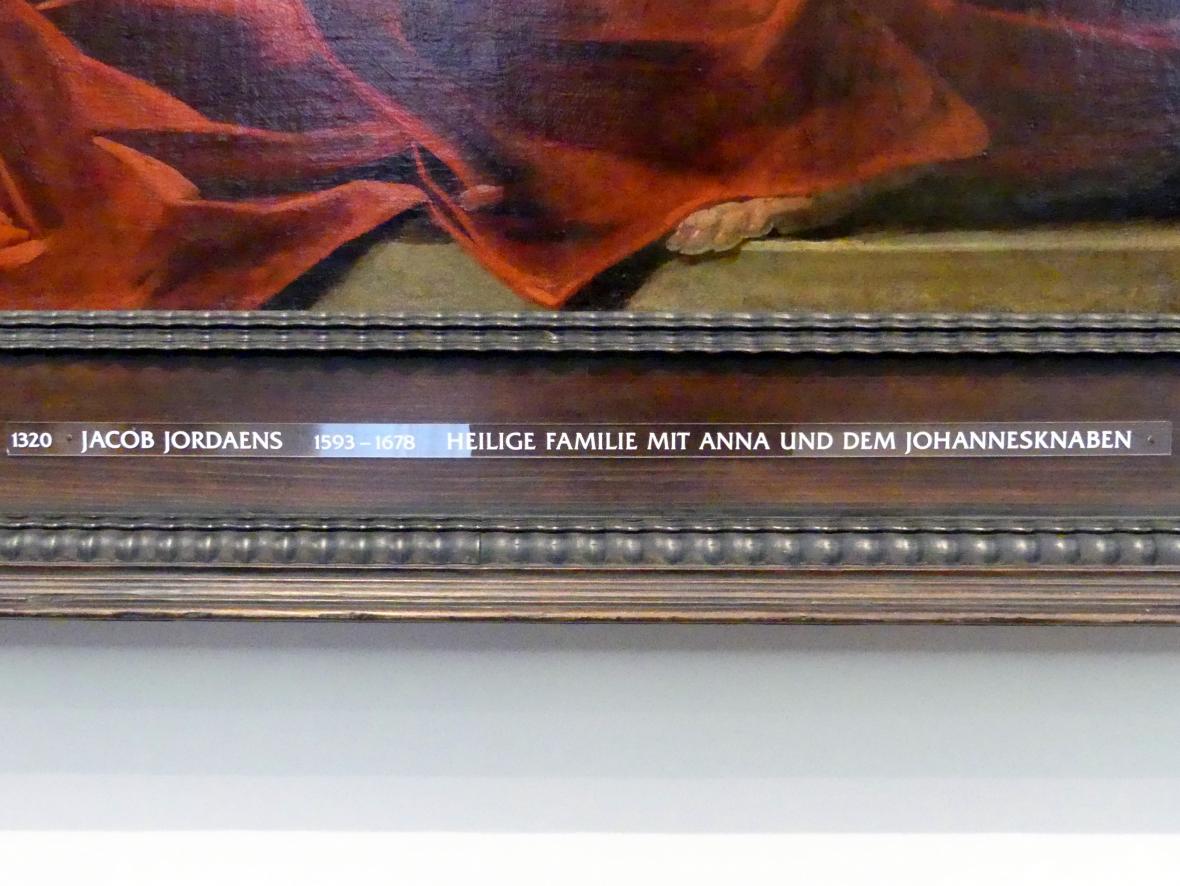 1320 JACOB JORDAENS 1593 – 1678 HEILIGE FAMILIE MIT ANNA UND DEM JOHANNESKNABEN